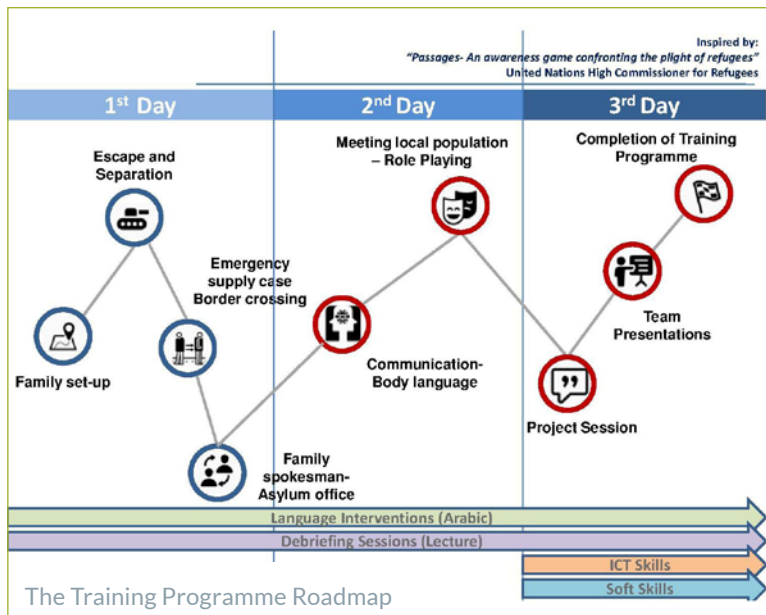 Inspired by:
“Passages- An awareness game confronting the plight of refugees”
United Nations High Commissioner for Refugees
1st Day
2nd Day
3rd Day
Escape and
Separation
Meeting local population
– Role Playing
Completion of Training
Programme
Emergency
supply case
Border crossing
Family set-up
Communication-
Body language
Team
Presentations
Project Session
Family
spokesman-
Asylum office
Language Interventions (Arabic)
Debriefing Sessions (Lecture)
ICT Skills
Soft Skills
The Training Programme Roadmap